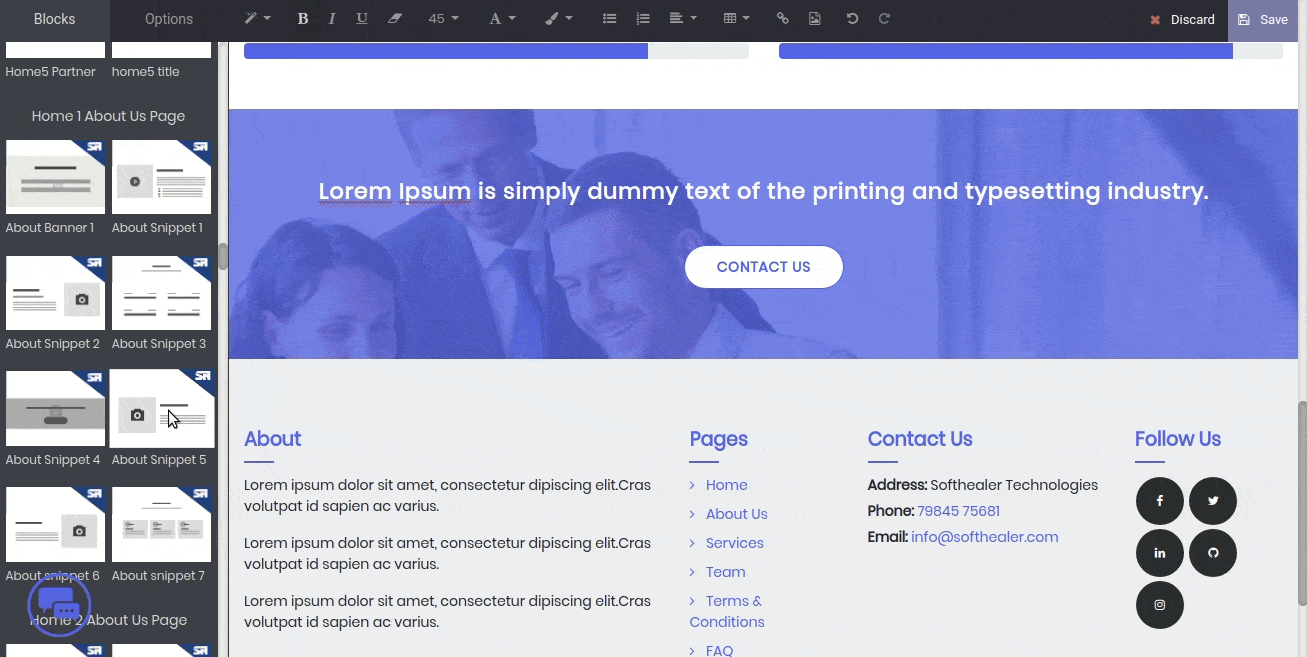 Blocks
Options
B I U 45 A
Discard
Save
Home5 Partner
home5 title
Home 1 About Us Page
About Banner 1
About Snippet 1
About Snippet 2
About Snippet 3
About Snippet 4
About Snippet 5
About snippet 6
About snippet 7
Home 2 About Us Page
Lorem Ipsum is simply dummy text of the printing and typesetting industry.
CONTACT US
About
Lorem ipsum dolor sit amet, consectetur dipiscing elit.Cras
volutpat id sapien ac varius.
Lorem ipsum dolor sit amet, consectetur dipiscing elit.Cras
volutpat id sapien ac varius.
Lorem ipsum dolor sit amet, consectetur dipiscing elit.Cras
volutpat id sapien ac varius.
Pages
Home
About Us
Services
Team
Terms &
Conditions
FAQ
Contact Us
Address: Softhealer Technologies
Phone: 79845 75681
Email: info@softhealer.com
Follow Us